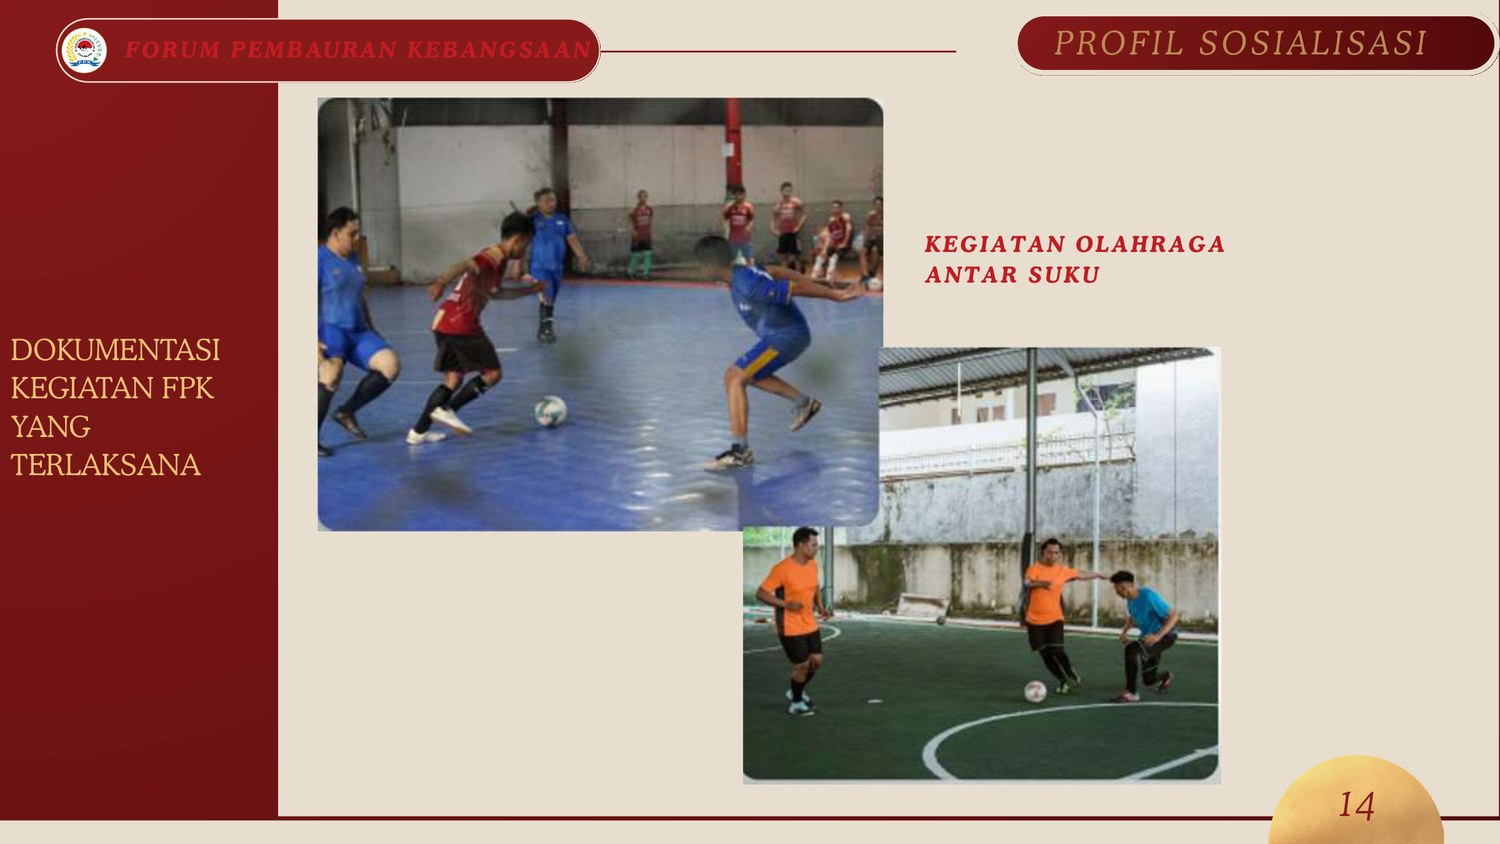 FORUM PEMBAURAN KEBANGSAAN
PROFIL SOSIALISASI
KEGIATAN OLAHRAGA
ANTAR SUKU
DOKUMENTASI
KEGIATAN FPK
YANG
TERLAKSANA
14